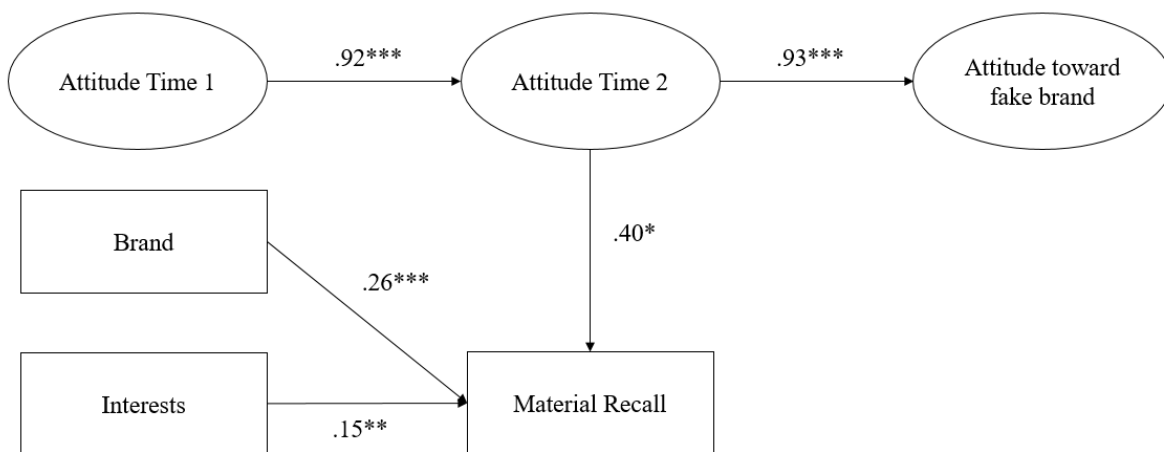 .92***
.93***
Attitude Time 1
Attitude Time 2
Attitude toward
fake brand
Brand
.40*
.26***
Interests
Material Recall
.15**